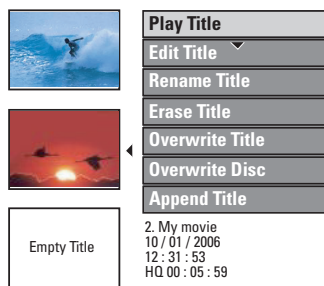 Play Title
Edit Title
Rename Title
Erase Title
Overwrite Title
Overwrite Disc
Append Title
Empty Title
2. My movie
10 / 01 / 2006
12 : 31 : 53
HQ 00 : 05 : 59